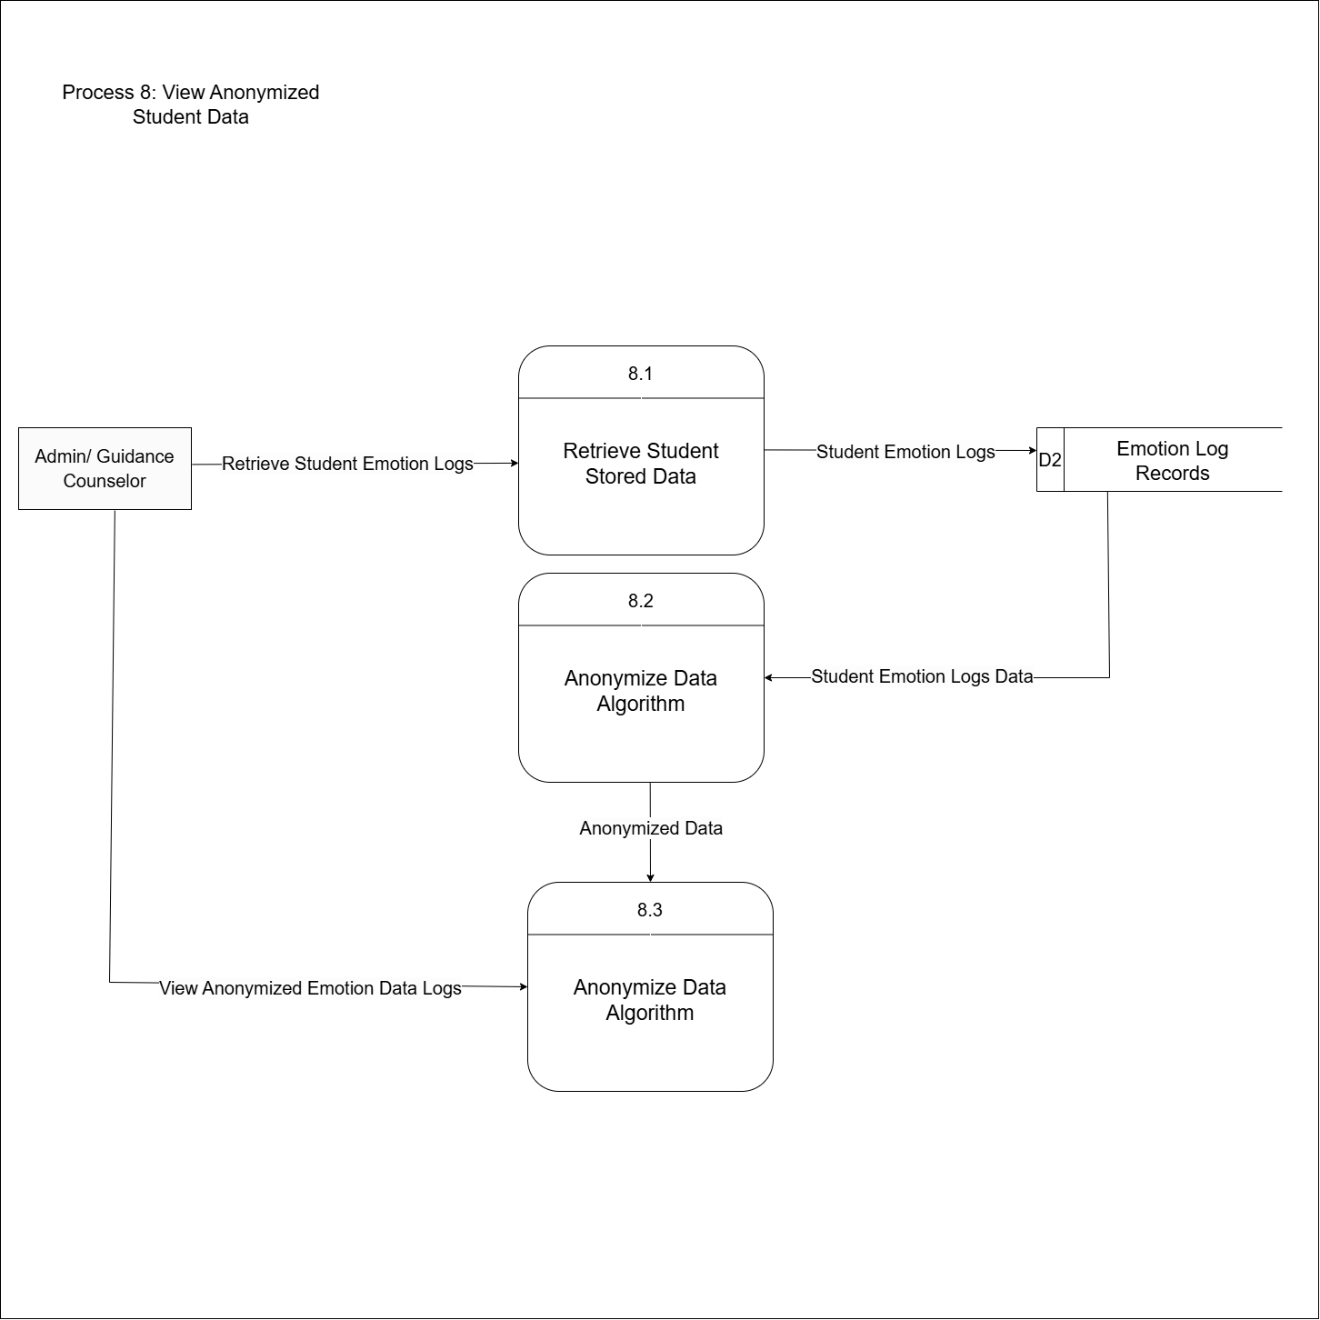 Process 8: View Anonymized
Student Data
8.1
Retrieve Student
Stored Data
Admin/ Guidance
Counselor
Retrieve Student Emotion Logs
Student Emotion Logs
D2
Emotion Log
Records
8.2
Anonymize Data
Algorithm
Student Emotion Logs Data
Anonymized Data
8.3
Anonymize Data
Algorithm
View Anonymized Emotion Data Logs